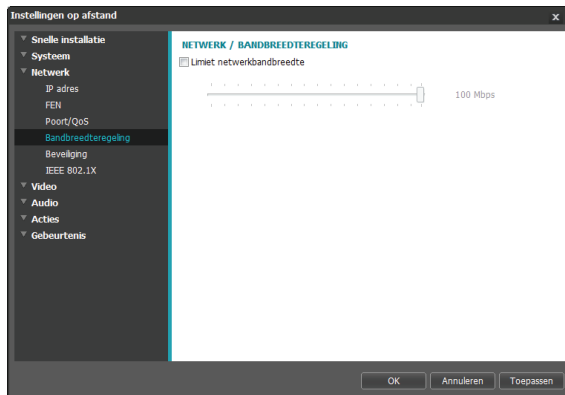 Instellingen op afstand
x
Snelle installatie
Systeem
Netwerk
IP adres
FEN
Poort/QoS
Bandbreedteregeling
Beveiliging
IEEE 802.1X
Video
Audio
Acties
Gebeurtenis
NETWERK / BANDBREEDTEREGELING
Limiet netwerkbandbreedte
100 Mbps
OK
Annuleren
Toepassen